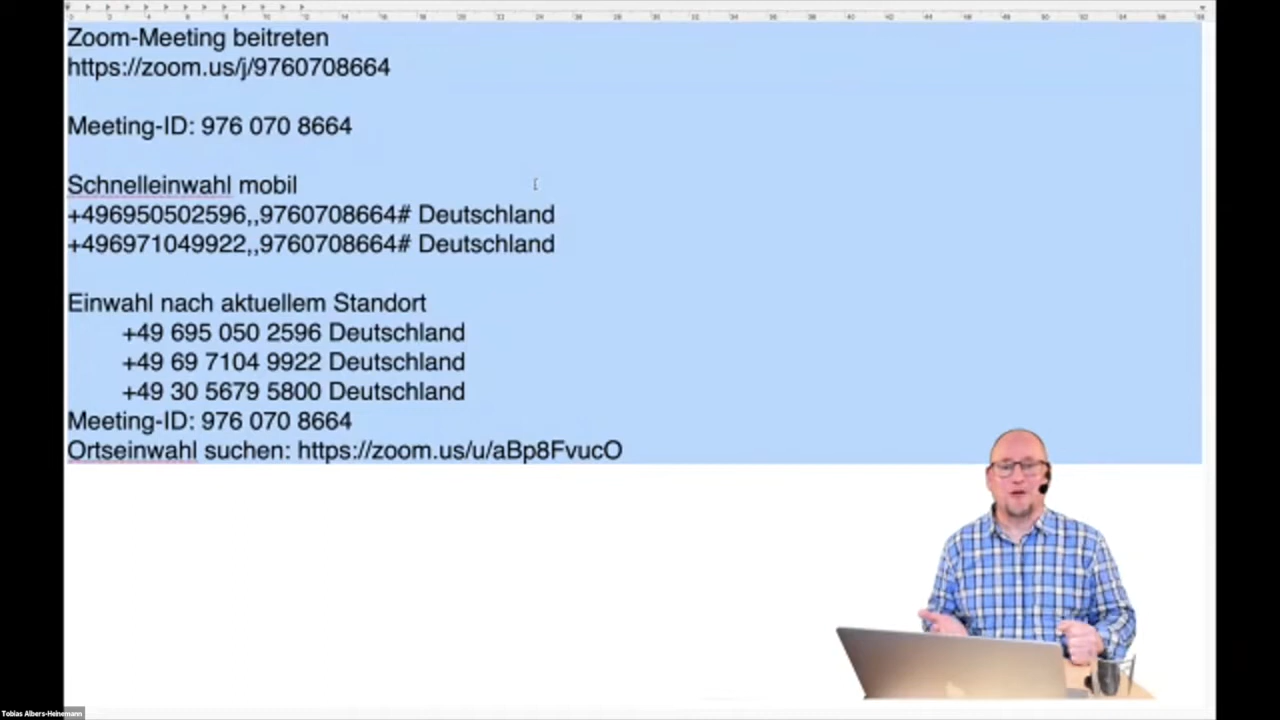 Zoom-Meeting beitreten
https://zoom.us/j/9760708664
Meeting-ID: 976 070 8664
Schnelleinwahl mobil
+496950502596,,9760708664# Deutschland
+496971049922,,9760708664# Deutschland
Einwahl nach aktuellem Standort
+49 695 050 2596 Deutschland
+49 69 7104 9922 Deutschland
+49 30 5679 5800 Deutschland
Meeting-ID: 976 070 8664
Ortseinwahl suchen: https://zoom.us/u/aBp8FvucO
Tobias Albers-Heinemann